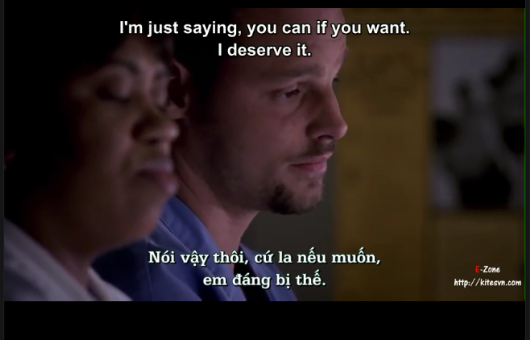 I'm just saying, you can if you want.
I deserve it.
Nói vậy thôi, cứ la nếu muốn,
em đáng bị thế.
E-Zone
http://kitesvn.com